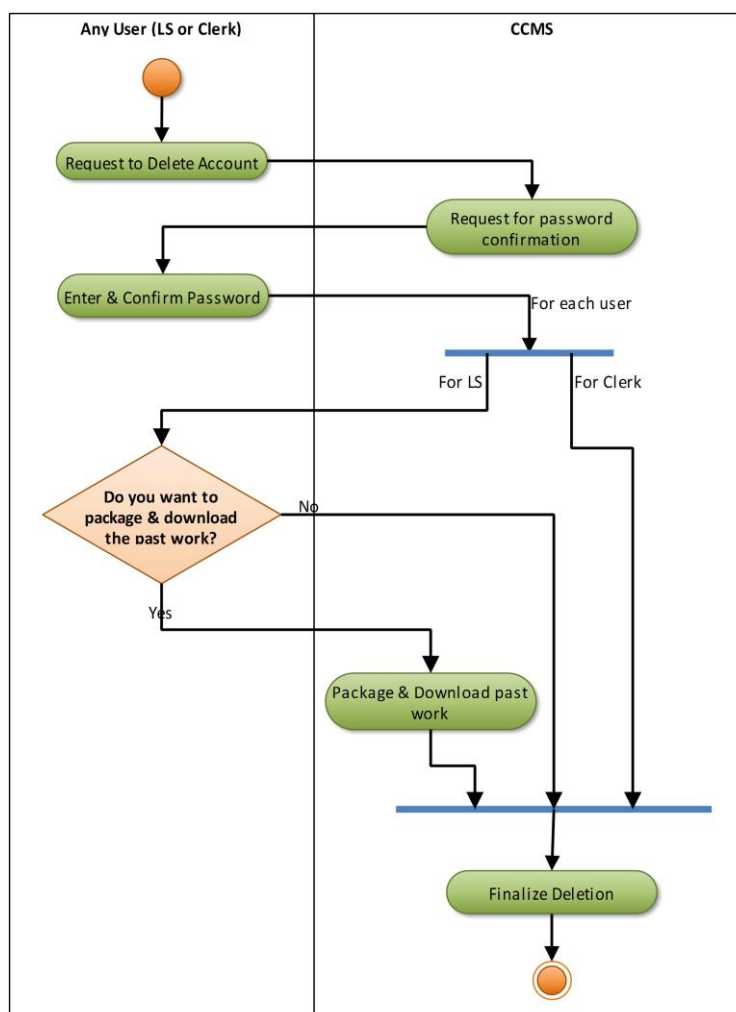 Any User (LS or Clerk)
CCMS
Request to Delete Account
Request for password
confirmation
Enter & Confirm Password
For each user
For LS
For Clerk
Do you want to
package & download
the past work?
No
Yes
Package & Download past
work
Finalize Deletion